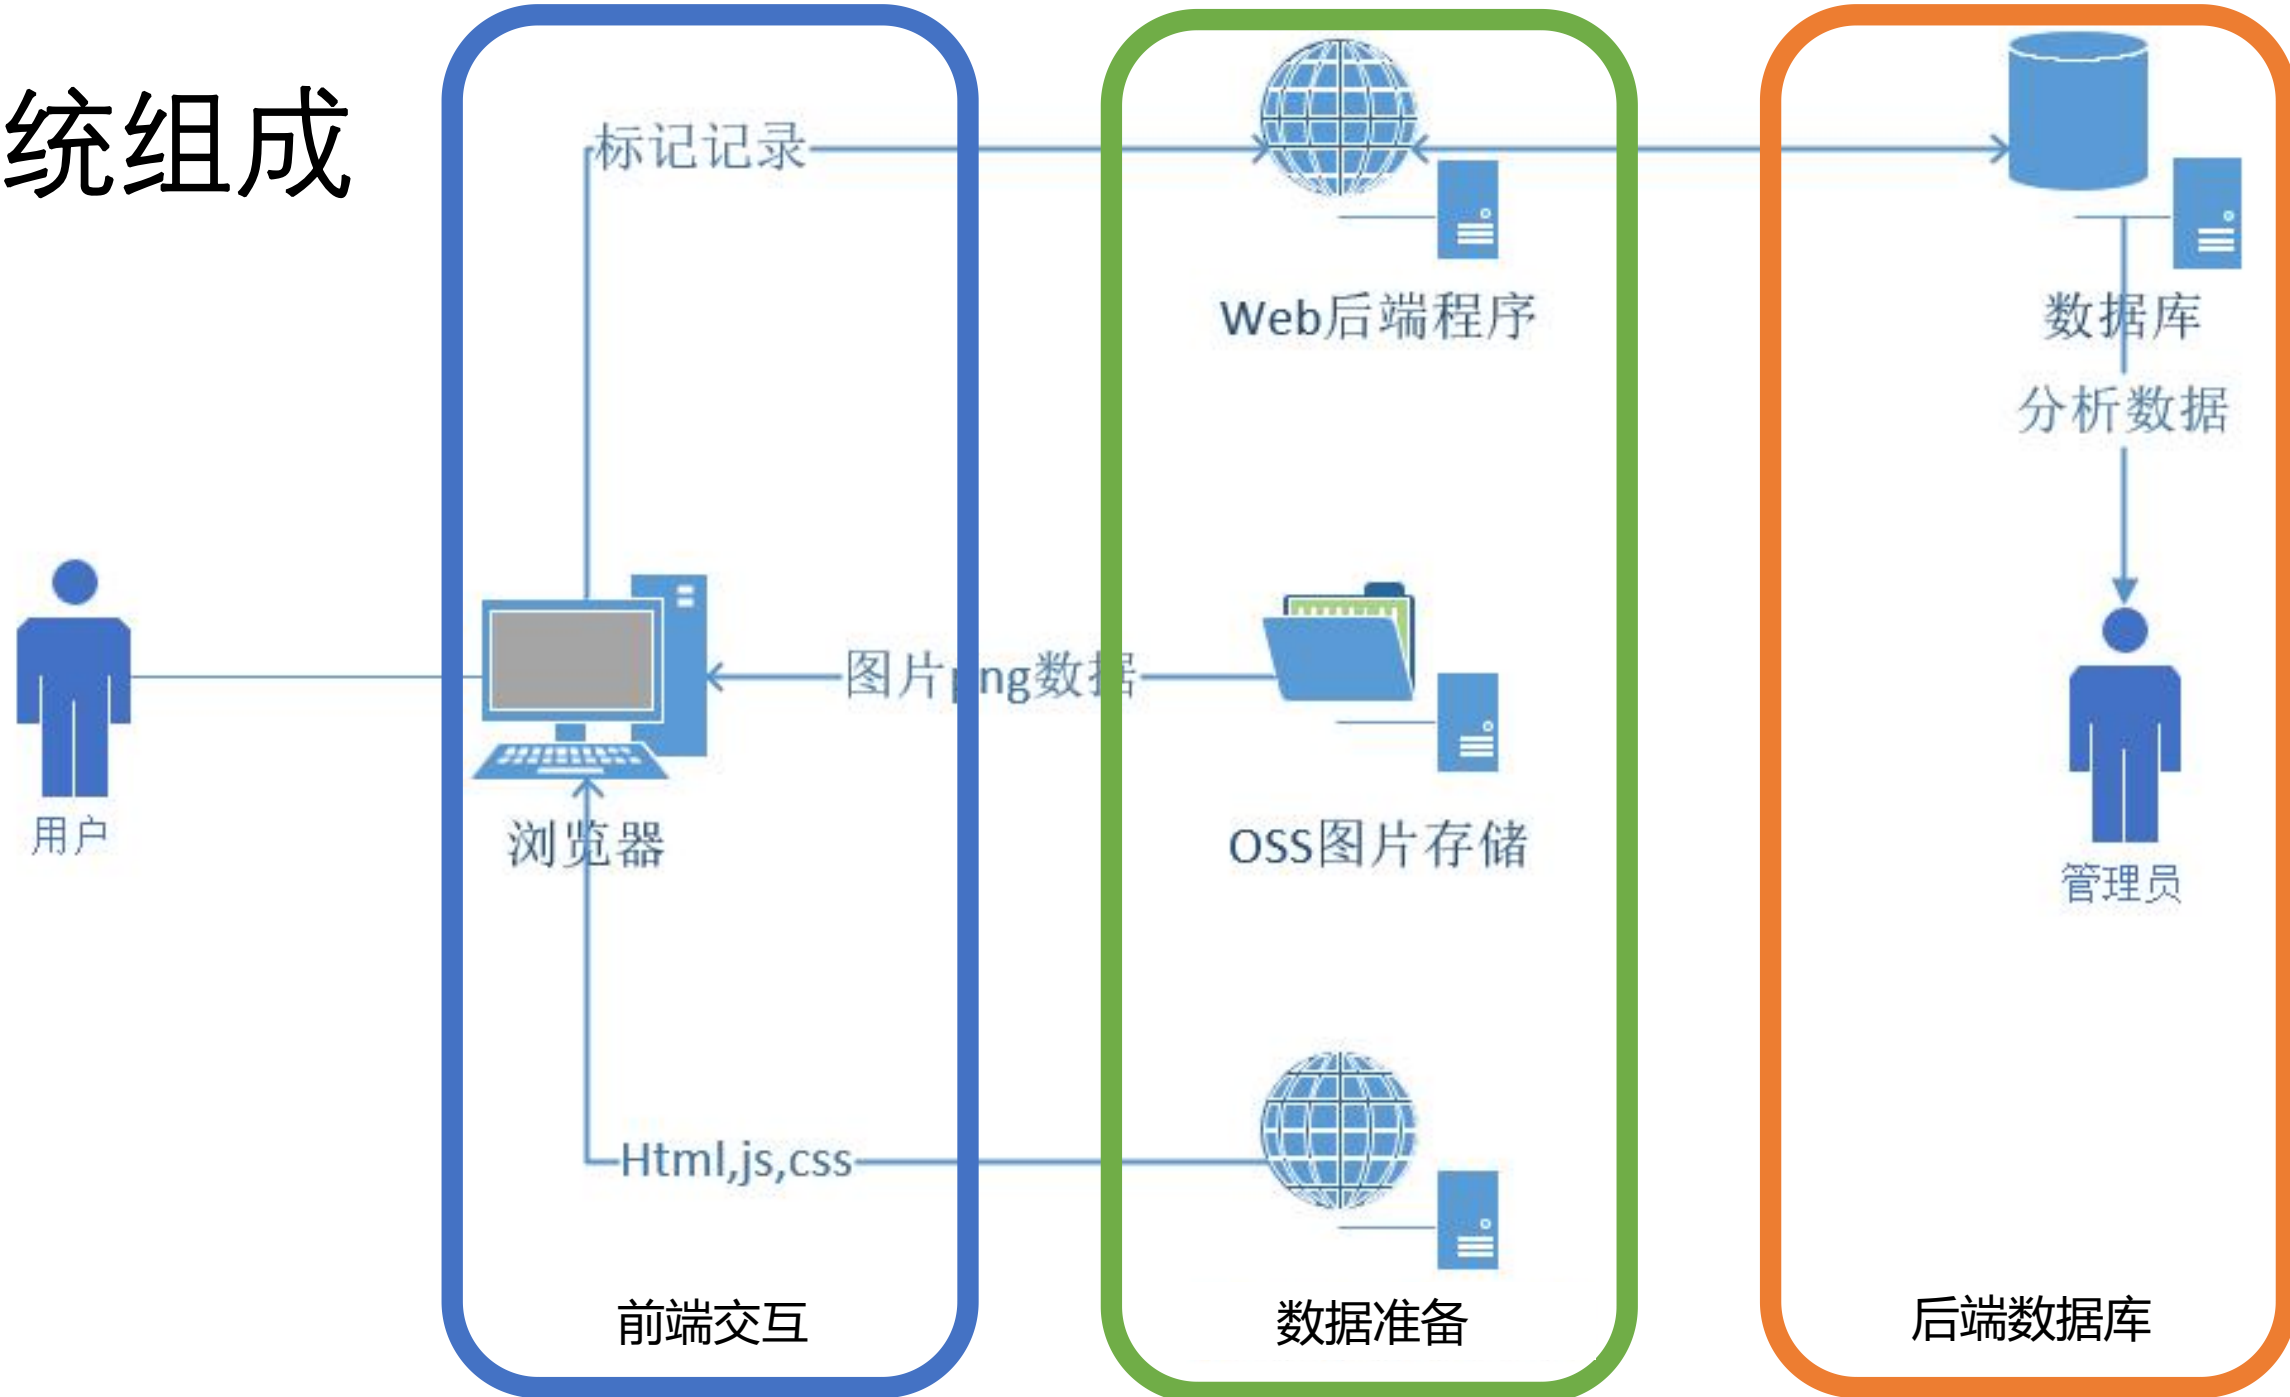 统组成
标记记录
Web后端程序
数据库
分析数据
图片png数据
用户
浏览器
OSS图片存储
管理员
Html,js,css
前端交互
数据准备
后端数据库